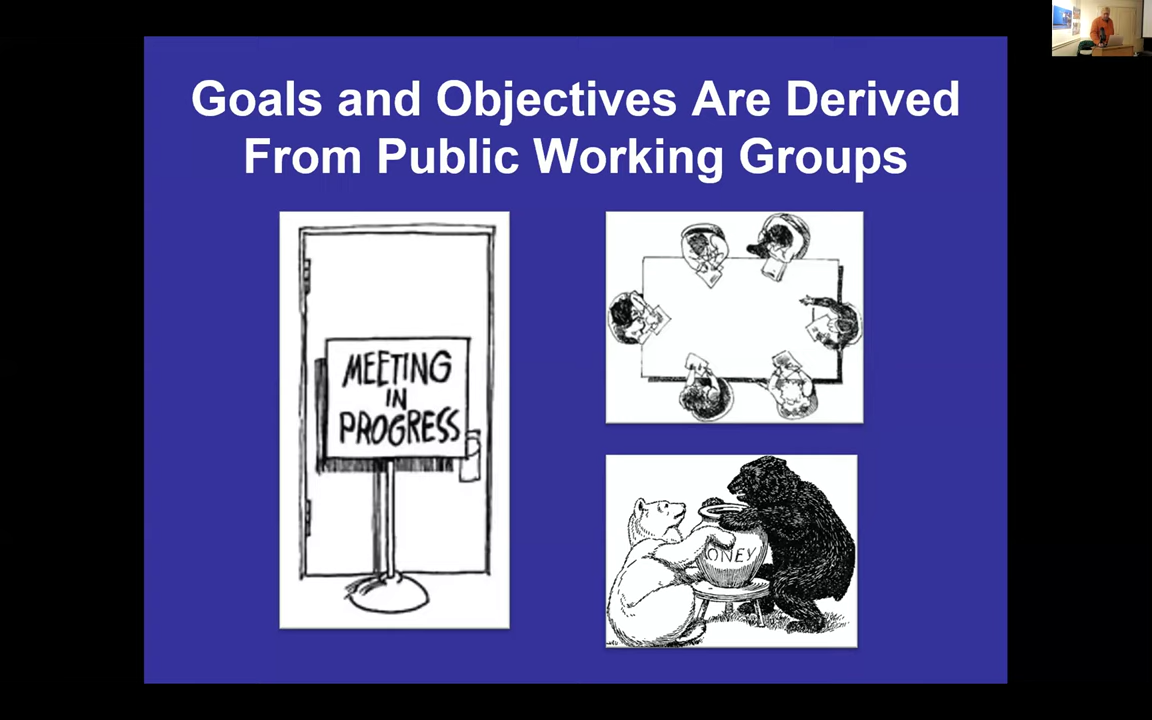 Goals and Objectives Are Derived
From Public Working Groups
MEETING
IN
PROGRESS
ONEY